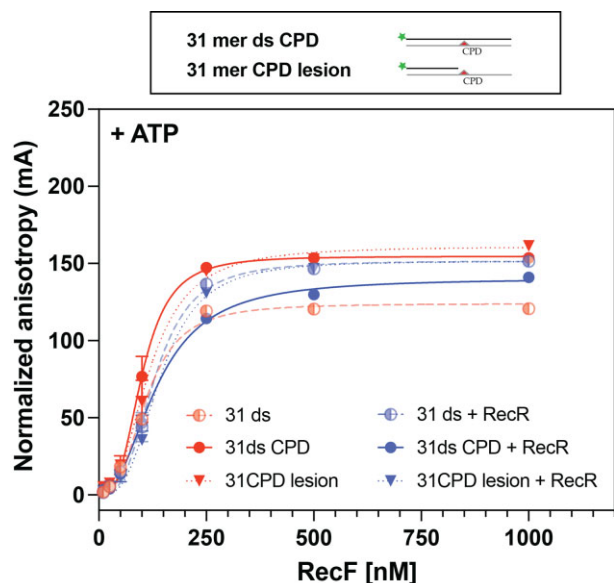 31 mer ds CPD
CPD
31 mer CPD lesion
CPD
+ ATP
Normalized anisotropy (mA)
250
200
150
100
50
0
31 ds
31ds CPD
31CPD lesion
31 ds + RecR
31ds CPD + RecR
31CPD lesion + RecR
0
250
500
750
1000
RecF [nM]